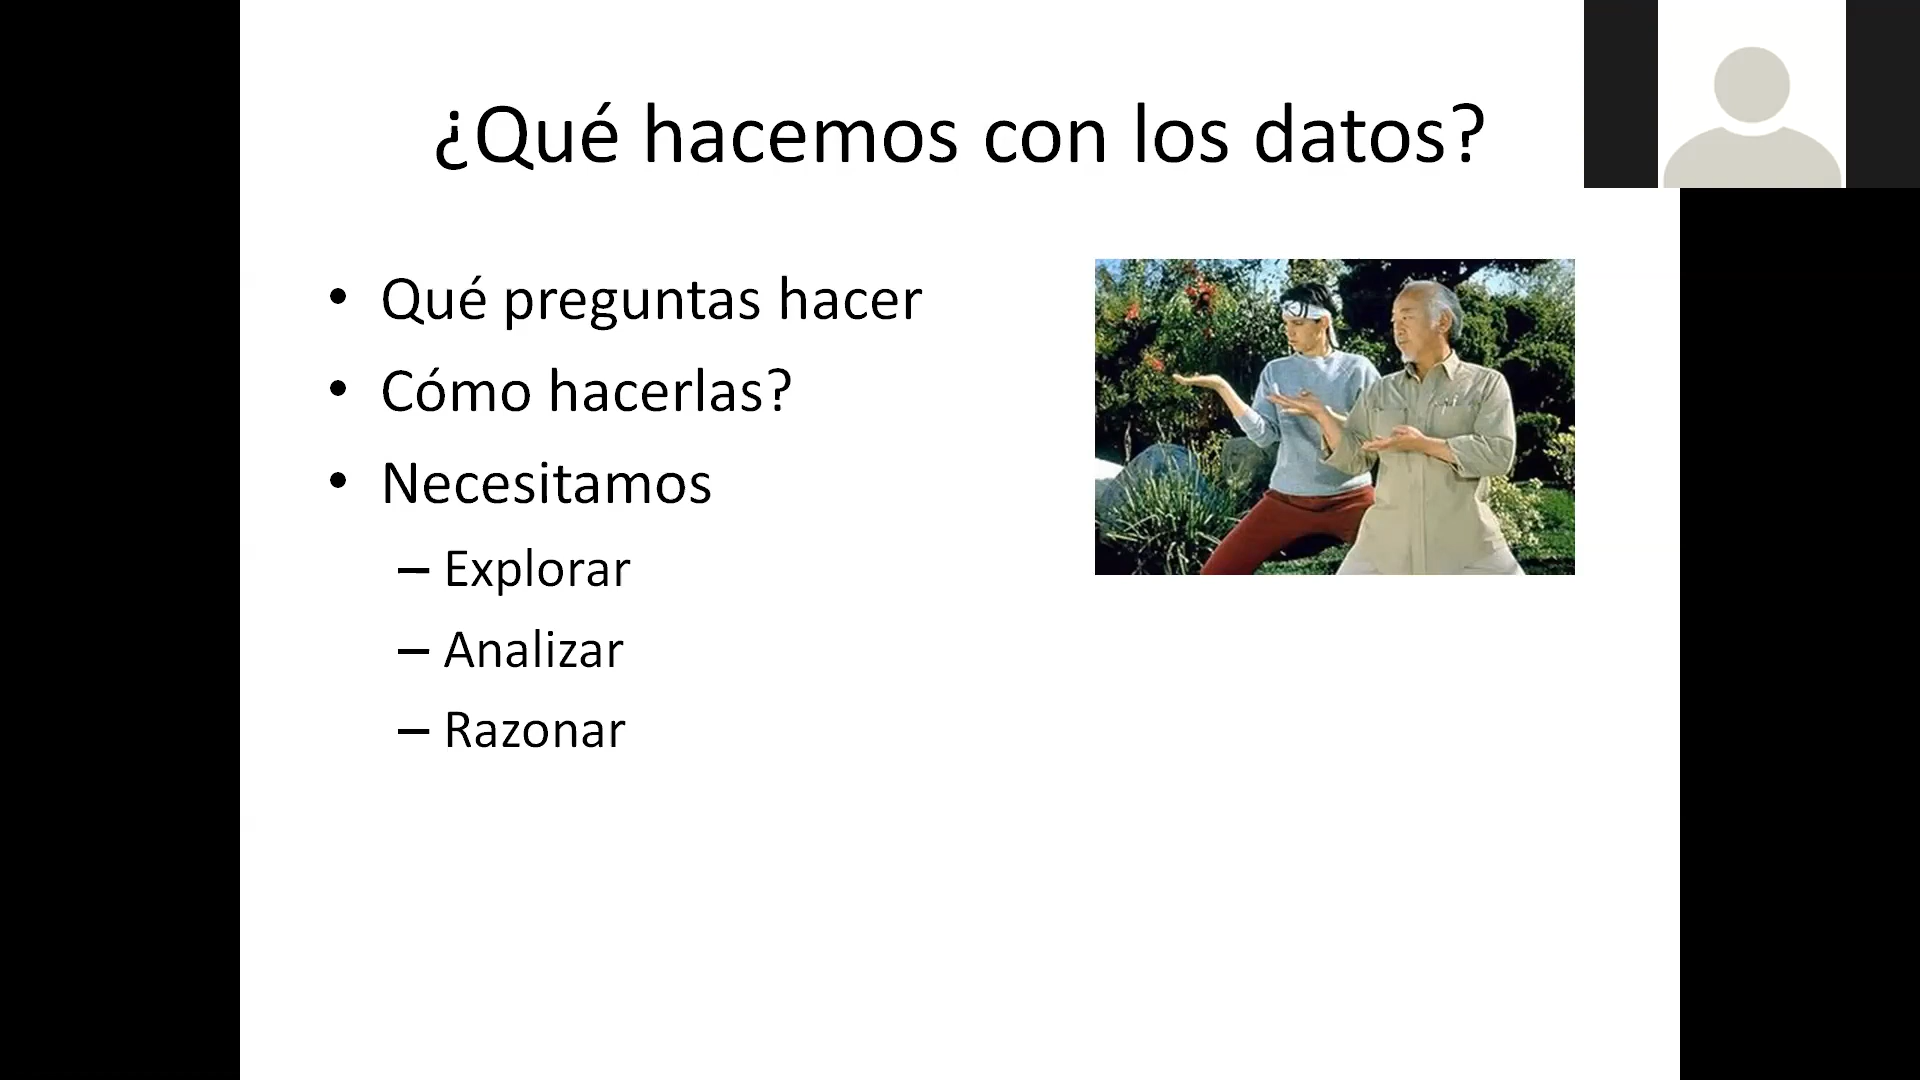 ¿Qué hacemos con los datos?
• Qué preguntas hacer
• Cómo hacerlas?
• Necesitamos
– Explorar
– Analizar
– Razonar